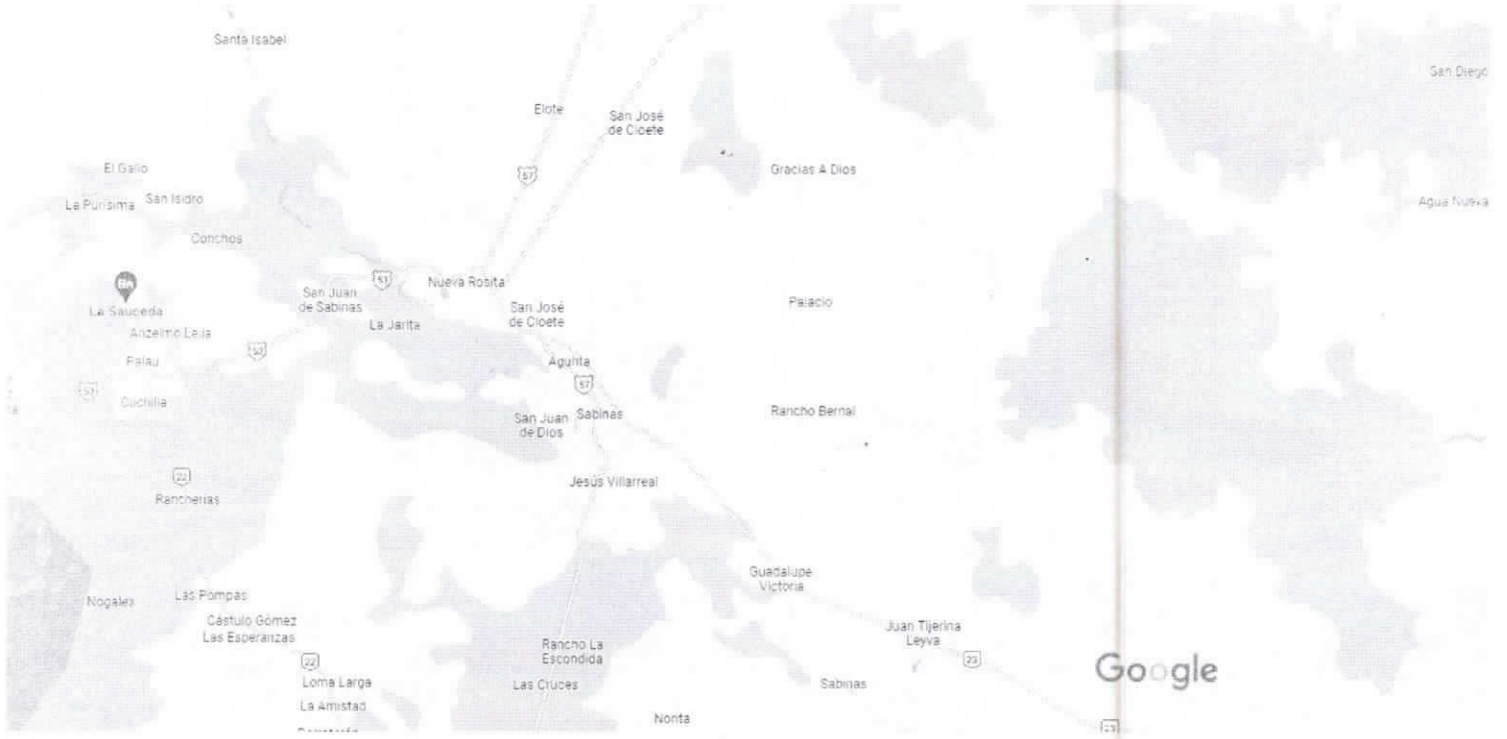 Santa Isabel
San Diego
Elote
San José
de Cloete
57
El Gallo
Gracias A Dios
La Purísima
San Isidro
Agua Nueva
Conchos
53
Nueva Rosita
La Sauceda
San Juan
de Sabinas
San José
de Cloete
Palacio
Anzelmo Leija
La Jarita
53
Palau
Agujita
57
53
Cuchilla
San Juan
de Dios
Sabinas
Rancho Bernal
22
Rancherias
Jesús Villarreal
Guadalupe
Victoria
Nogales
Las Pompas
Cástulo Gómez
Las Esperanzas
Juan Tijerina
Leyva
22
Rancho La
Escondida
23
Google
Loma Larga
Las Cruces
Sabinas
La Amistad
Nonta
23